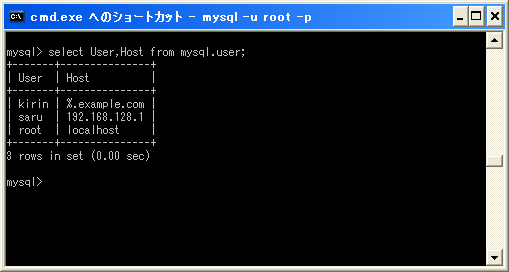 cmd.exe へのショートカット - mysql -u root -p
mysql> select User,Host from mysql.user;
+-------+---------------+
| User | Host |
+-------+---------------+
| kirin | %.example.com |
| saru | 192.168.128.1 |
| root | localhost |
+-------+---------------+
3 rows in set (0.00 sec)
mysql>